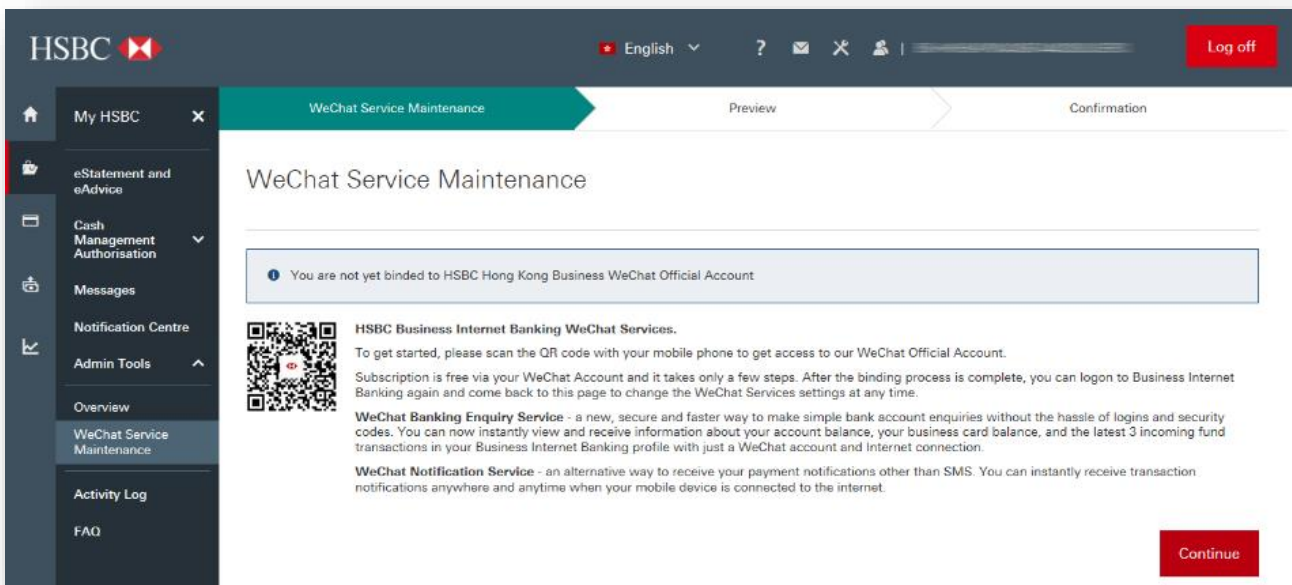 HSBC
English
?
Log off
My HSBC
WeChat Service Maintenance
Preview
Confirmation
eStatement and
eAdvice
Cash
Management
Authorisation
Messages
Notification Centre
Admin Tools
Overview
WeChat Service
Maintenance
Activity Log
FAQ
WeChat Service Maintenance
You are not yet binded to HSBC Hong Kong Business WeChat Official Account
HSBC Business Internet Banking WeChat Services.
To get started, please scan the QR code with your mobile phone to get access to our WeChat Official Account.
Subscription is free via your WeChat Account and it takes only a few steps. After the binding process is complete, you can logon to Business Internet
Banking again and come back to this page to change the WeChat Services settings at any time.
WeChat Banking Enquiry Service - a new, secure and faster way to make simple bank account enquiries without the hassle of logins and security
codes. You can now instantly view and receive information about your account balance, your business card balance, and the latest 3 incoming fund
transactions in your Business Internet Banking profile with just a WeChat account and Internet connection.
WeChat Notification Service - an alternative way to receive your payment notifications other than SMS. You can instantly receive transaction
notifications anywhere and anytime when your mobile device is connected to the internet.
Continue